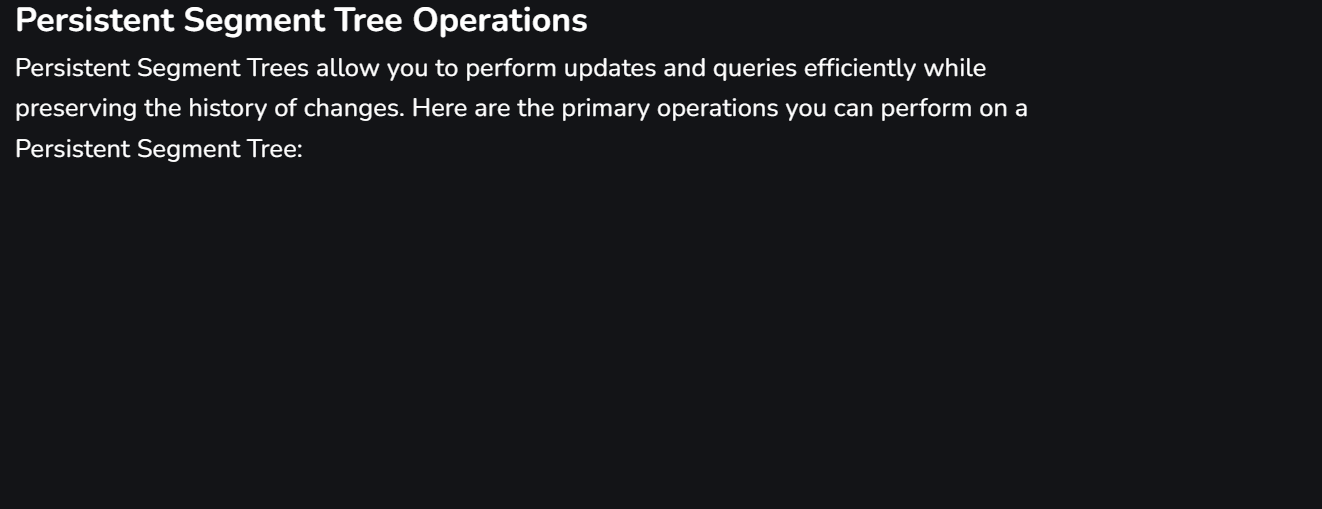 Persistent Segment Tree Operations
Persistent Segment Trees allow you to perform updates and queries efficiently while
preserving the history of changes. Here are the primary operations you can perform on a
Persistent Segment Tree: